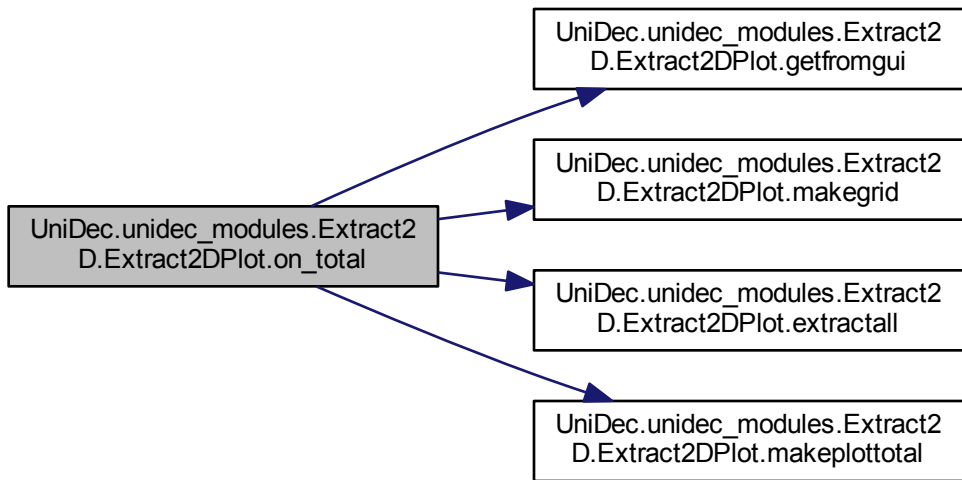 UniDec.unidec_modules.Extract2
D.Extract2DPlot.on_total
UniDec.unidec_modules.Extract2
D.Extract2DPlot.getfromgui
UniDec.unidec_modules.Extract2
D.Extract2DPlot.makegrid
UniDec.unidec_modules.Extract2
D.Extract2DPlot.extractall
UniDec.unidec_modules.Extract2
D.Extract2DPlot.makeplottotal